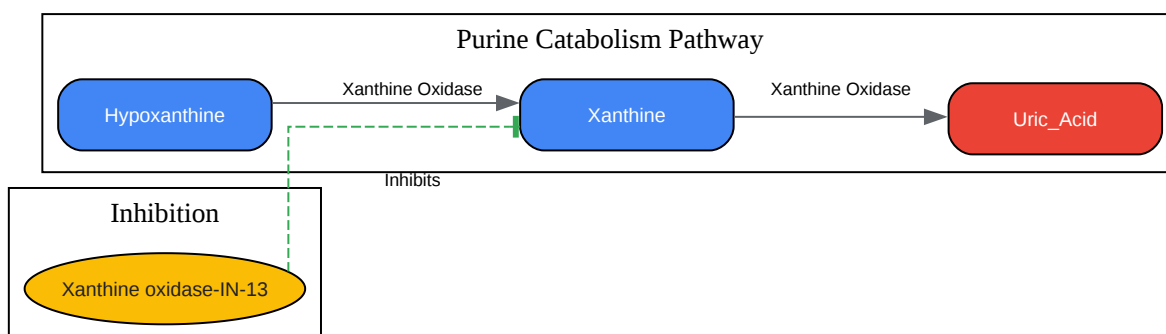 Purine Catabolism Pathway
Xanthine Oxidase
Xanthine Oxidase
Hypoxanthine
Xanthine
Uric_Acid
Inhibits
Inhibition
Xanthine oxidase-IN-13